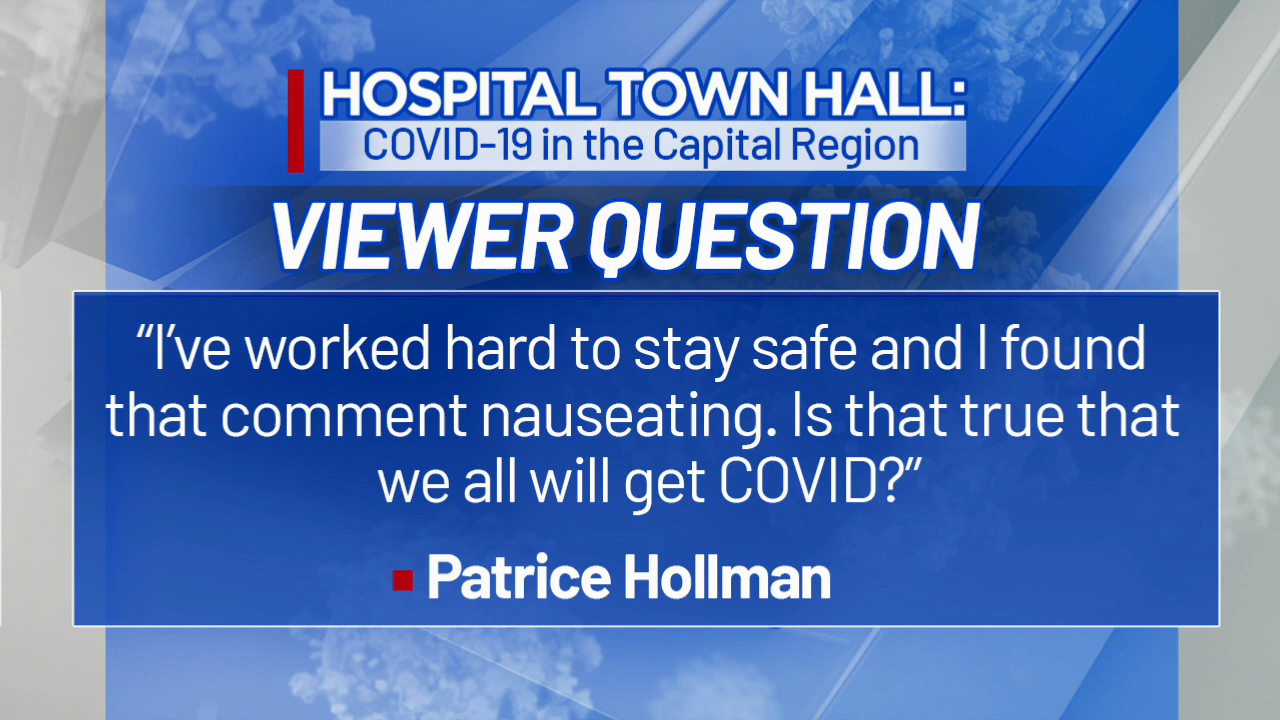 HOSPITAL TOWN HALL:
COVID-19 in the Capital Region
VIEWER QUESTION
“I’ve worked hard to stay safe and I found
that comment nauseating. Is that true that
we all will get COVID?”
Patrice Hollman